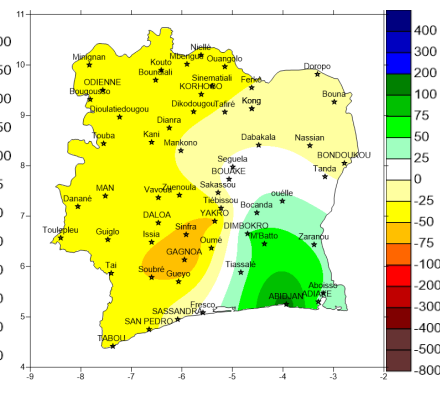 11
10
9
8
7
6
5
4
-9 -8 -7 -6 -5 -4 -3 -2
400
300
200
100
75
50
25
0
-25
-50
-75
-100
-200
-300
-400
-800
Niellé
Minignan Kouto Mbengué Ouangolo
Boundiali Sinematiali Ferké Doropo
ODIENNE KORHOGO
Bougousso Kong Bouna
Dioulatiedougou Dikodougou Tafiré
Dianra
Touba Kani Mankono Dabakala Nassian
Seguela BONDOUKOU
BOUAKE Tanda
MAN Vavoua Zuenoula Sakassou
Danané Tiébissou Bocanda ouèlle
DALOA YAKRO
Toulepleu Guiglo Issia Sinfra Oumé DIMBOKRO M'Batto Zaranou
GAGNOA
Tai Soubré Gueyo Tiassalé
Aboisso
ABIDJAN ADIAKE
SASSANDRA Fresco
SAN PEDRO
TABOU